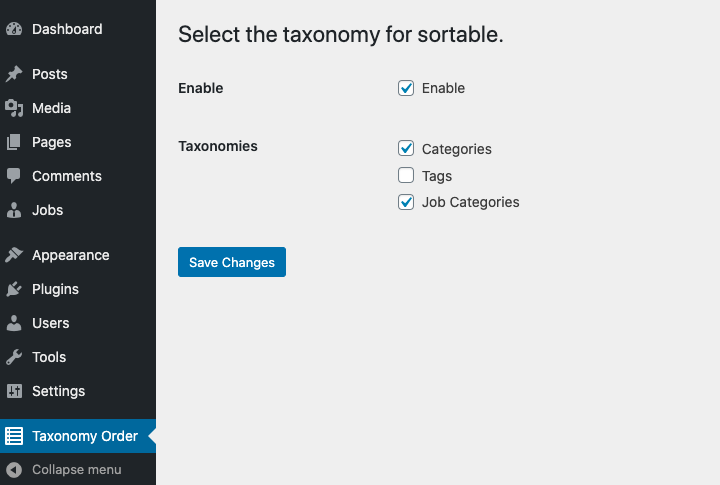 Dashboard
Posts
Media
Pages
Comments
Jobs
Appearance
Plugins
Users
Tools
Settings
Taxonomy Order
Collapse menu
Select the taxonomy for sortable.
Enable
Enable
Taxonomies
Categories
Tags
Job Categories
Save Changes